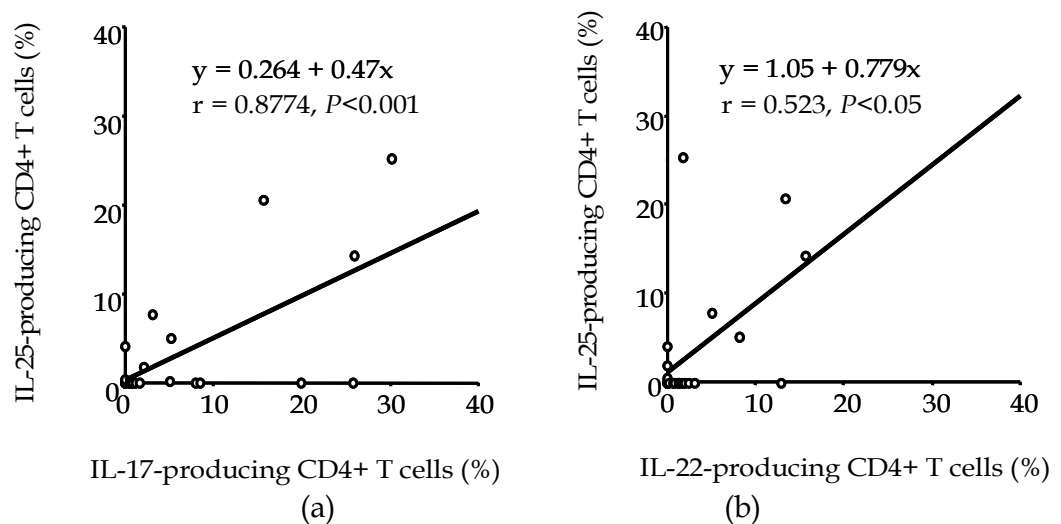 IL-25-producing CD4+ T cells (%)
40
30
20
10
0
y = 0.264 + 0.47x
r = 0.8774, P<0.001
0
10
20
30
40
IL-17-producing CD4+ T cells (%)
(a)
IL-25-producing CD4+ T cells (%)
40
30
20
10
0
y = 1.05 + 0.779x
r = 0.523, P<0.05
0
10
20
30
40
IL-22-producing CD4+ T cells (%)
(b)